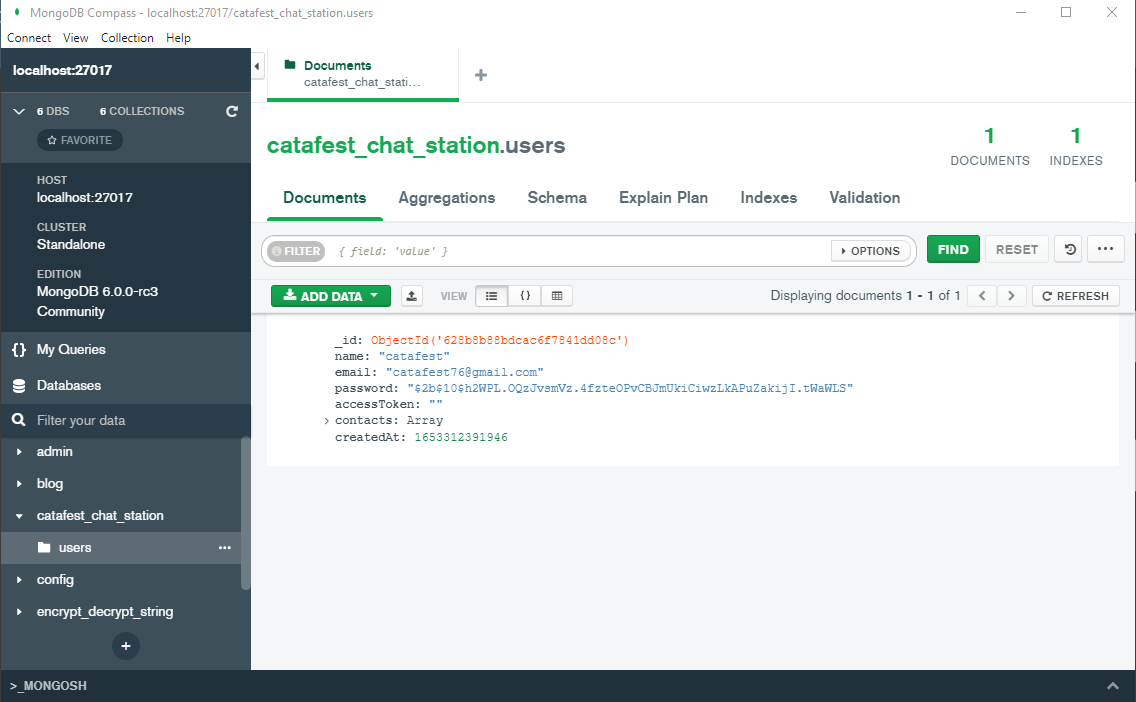 MongoDB Compass - localhost:27017/catafest_chat_station.users
Connect View Collection Help
localhost:27017
6 DBS 6 COLLECTIONS
FAVORITE
HOST
localhost:27017
CLUSTER
Standalone
EDITION
MongoDB 6.0.0-rc3
Community
{} My Queries
Databases
Filter your data
admin
blog
catafest_chat_station
users ...
config
encrypt_decrypt_string
+
Documents
catafest_chat_stati...
+
catafest_chat_station.users
1
DOCUMENTS
1
INDEXES
Documents Aggregations Schema Explain Plan Indexes Validation
FILTER { field: 'value' } OPTIONS FIND RESET ...
ADD DATA VIEW {} Displaying documents 1 - 1 of 1 < > REFRESH
_id: ObjectId('628b8b88bdcac6f7841dd08c')
name: "catafest"
email: "catafest76@gmail.com"
password: "$2b$10$h2WPL.OQzJvsmVz.4fzteOPvCBJmUkiCiwzLkAPuZakijI.tWaWLS"
accessToken: ""
> contacts: Array
createdAt: 1653312391946
>_MONGOSH